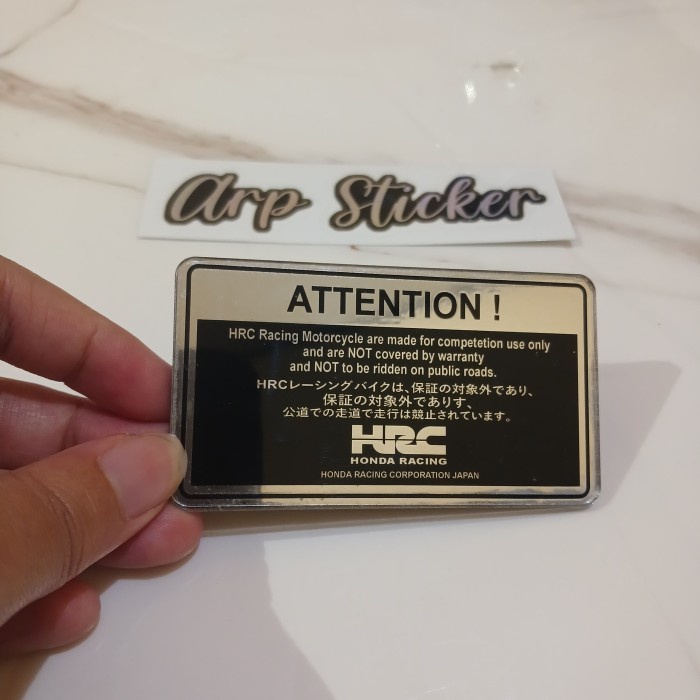 Arp Sticker
ATTENTION !
HRC Racing Motorcycle are made for competetion use only
and are NOT covered by warranty
and NOT to be ridden on public roads.
HRCレーシングバイクは、保証の対象外であり、
保証の対象外でありす、
公道での走道で走行は競止されています。
HRC
HONDA RACING
HONDA RACING CORPORATION JAPAN